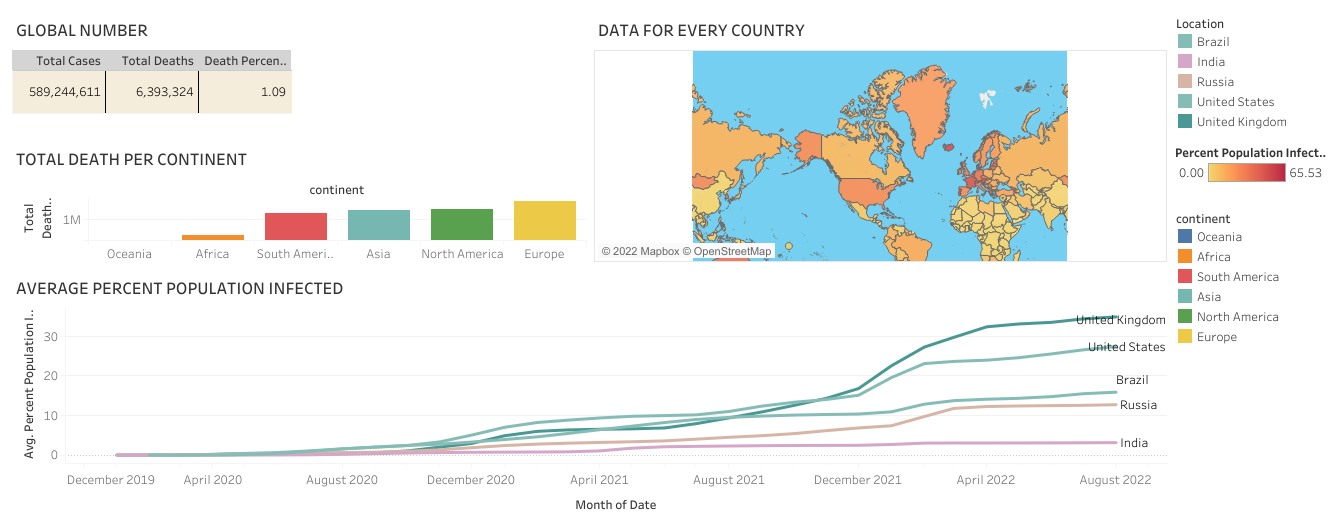 GLOBAL NUMBER
Total Cases Total Deaths Death Percen..
589,244,611 6,393,324 1.09
TOTAL DEATH PER CONTINENT
continent
Total
Death..
1M
Oceania Africa South Ameri.. Asia North America Europe
DATA FOR EVERY COUNTRY
© 2022 Mapbox © OpenStreetMap
Location
Brazil
India
Russia
United States
United Kingdom
Percent Population Infect..
0.00 65.53
continent
Oceania
Africa
South America
Asia
North America
Europe
AVERAGE PERCENT POPULATION INFECTED
Avg. Percent Population I..
30
20
10
0
United Kingdom
United States
Brazil
Russia
India
December 2019 April 2020 August 2020 December 2020 April 2021 August 2021 December 2021 April 2022 August 2022
Month of Date